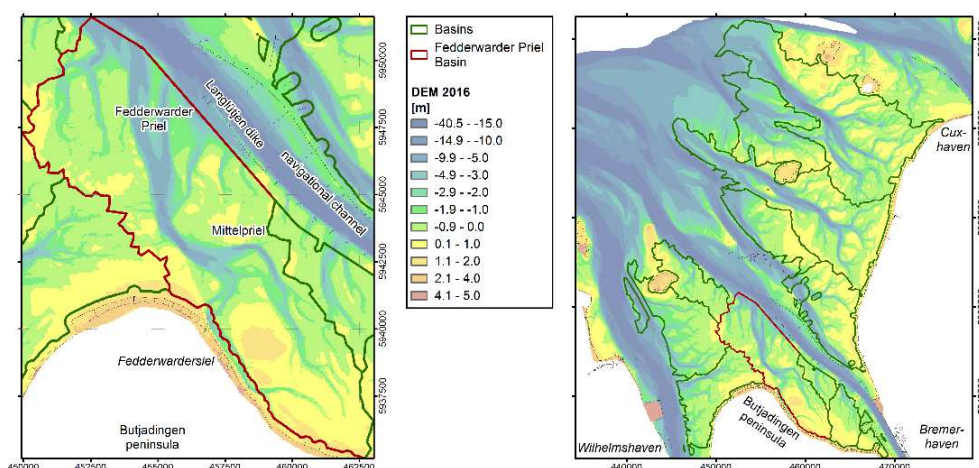 Fedderwarder
Priel
Langlütjen dike
navigational channel
Mittelpriel
Fedderwardersiel
Butjadingen
peninsula
5950000
5947500
5945000
5942500
5940000
5937500
450000
452500
455000
457500
460000
462500
Basins
Fedderwarder Priel
Basin
DEM 2016
[m]
-40.5 - -15.0
-14.9 - -10.0
-9.9 - -5.0
-4.9 - -3.0
-2.9 - -2.0
-1.9 - -1.0
-0.9 - 0.0
0.1 - 1.0
1.1 - 2.0
2.1 - 4.0
4.1 - 5.0
Cux-
haven
Butjadingen
peninsula
Wilhelmshaven
Bremer-
haven
440000
450000
460000
470000